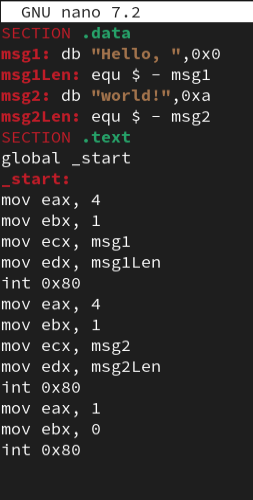 GNU nano 7.2
SECTION .data
msg1: db "Hello, ",0x0
msg1Len: equ $ - msg1
msg2: db "world!",0xa
msg2Len: equ $ - msg2
SECTION .text
global _start
_start:
mov eax, 4
mov ebx, 1
mov ecx, msg1
mov edx, msg1Len
int 0x80
mov eax, 4
mov ebx, 1
mov ecx, msg2
mov edx, msg2Len
int 0x80
mov eax, 1
mov ebx, 0
int 0x80